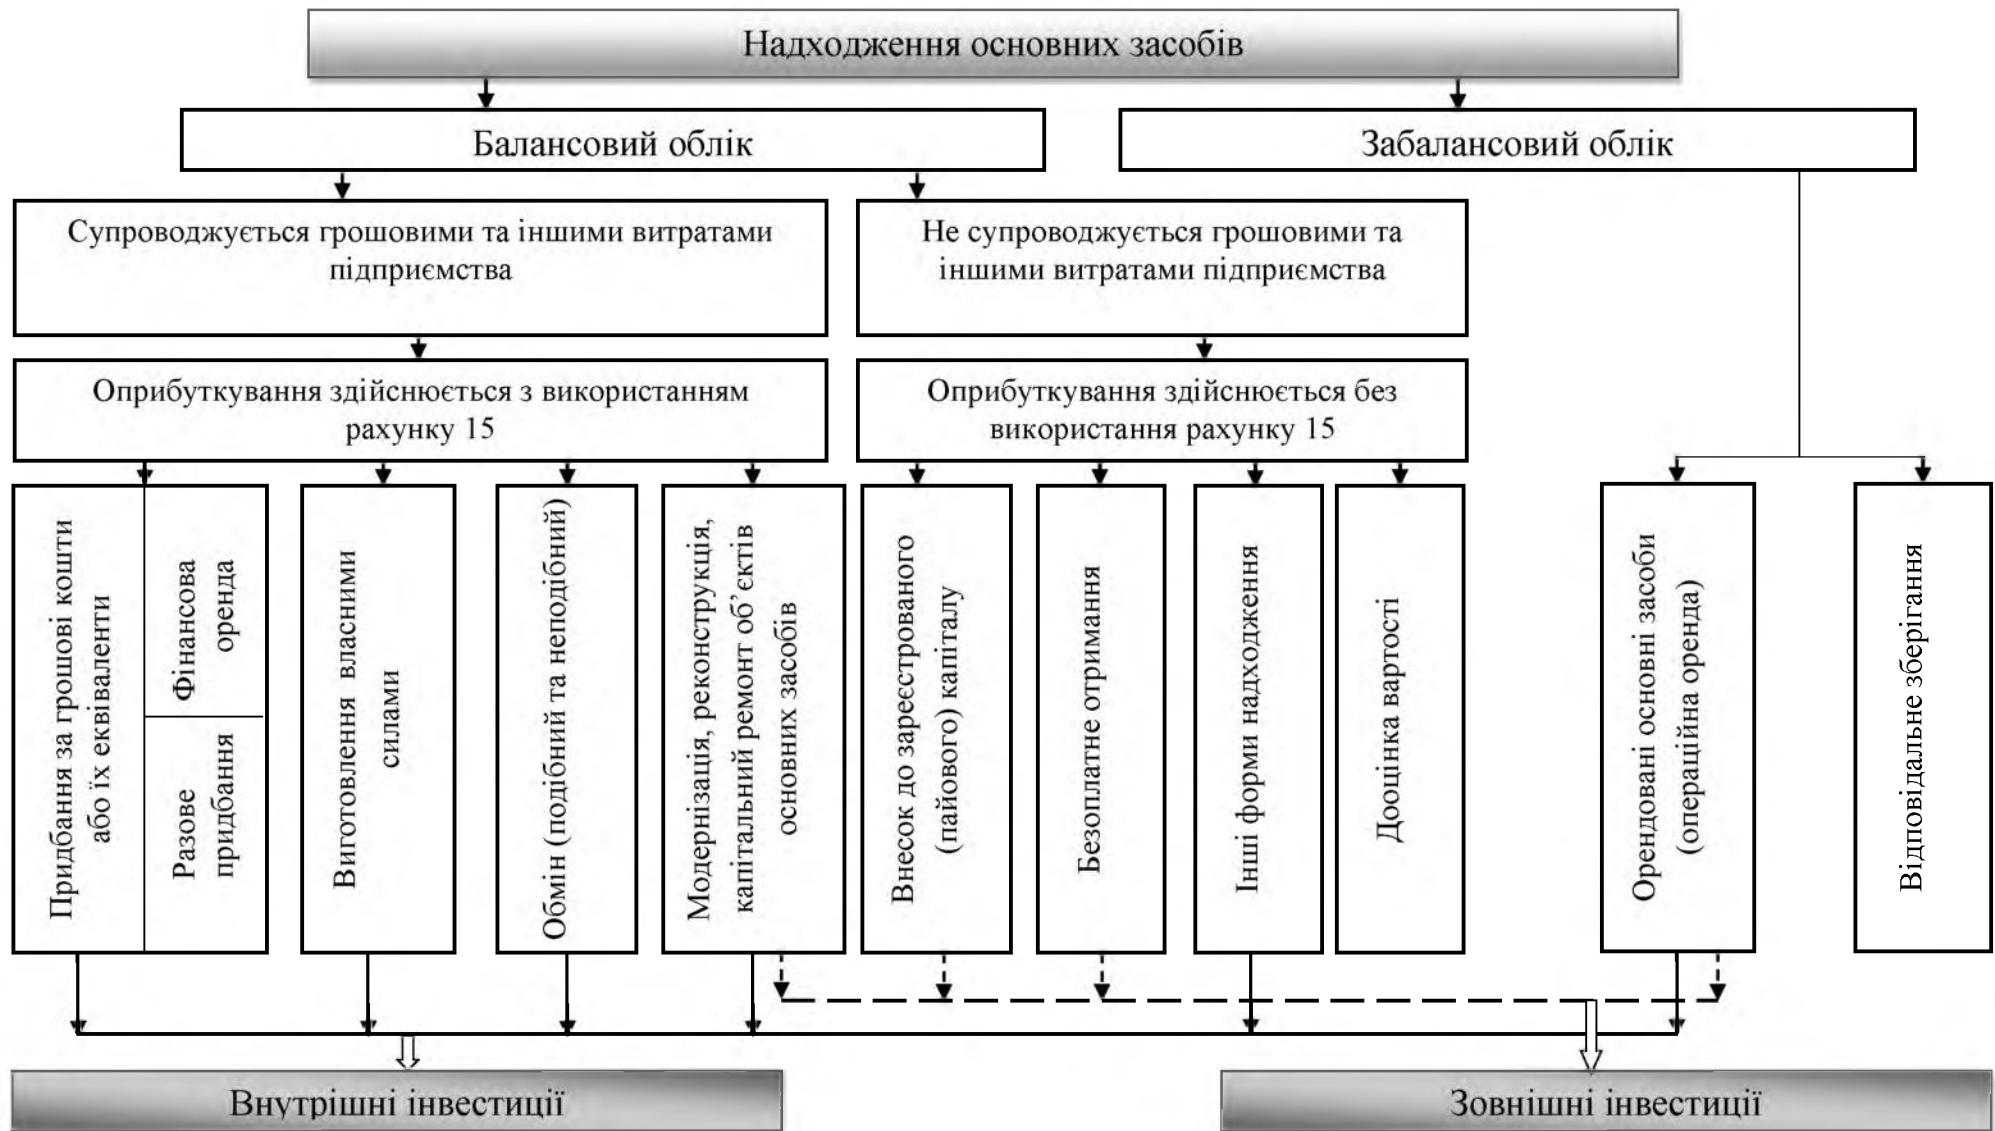 Надходження основних засобів
Балансовий облік
Забалансовий облік
Супроводжується грошовими та іншими витратами
підприємства
Не супроводжується грошовими та
іншими витратами підприємства
Оприбуткування здійснюється з використанням
рахунку 15
Оприбуткування здійснюється без
використання рахунку 15
Придбання за грошові кошти
або їх еквіваленти
Фінансова
оренда
Разове
придбання
Виготовлення власними
силами
Обмін (подібний та неподібний)
Модернізація, реконструкція,
капітальний ремонт об’єктів
основних засобів
Внесок до зареєстрованого
(пайового) капіталу
Безоплатне отримання
Інші форми надходження
Дооцінка вартості
Орендовані основні засоби
(операційна оренда)
Відповідальне зберігання
Внутрішні інвестиції
Зовнішні інвестиції